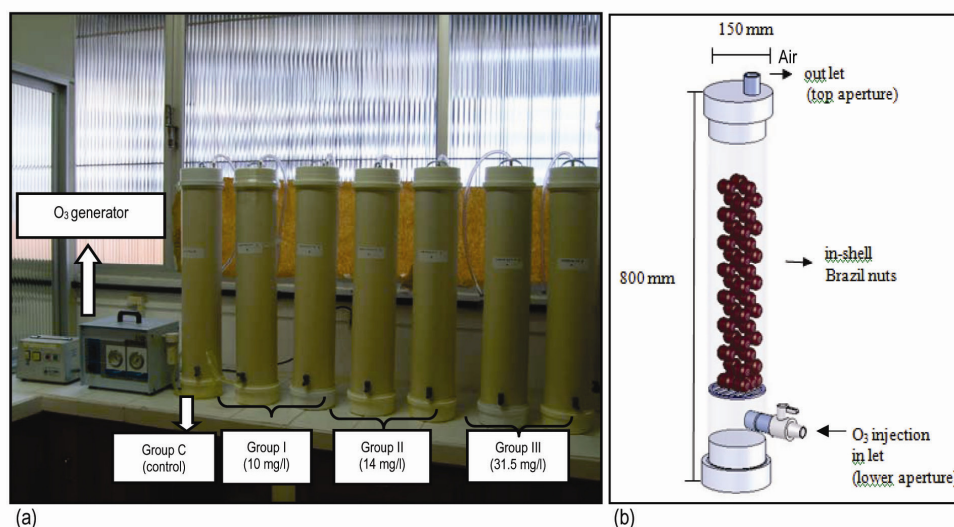 O₃ generator
Group C
(control)
Group I
(10 mg/l)
Group II
(14 mg/l)
Group III
(31.5 mg/l)
(a)
150 mm
Air
out let
(top aperture)
800 mm
in-shell
Brazil nuts
O₃ injection
in let
(lower aperture)
(b)